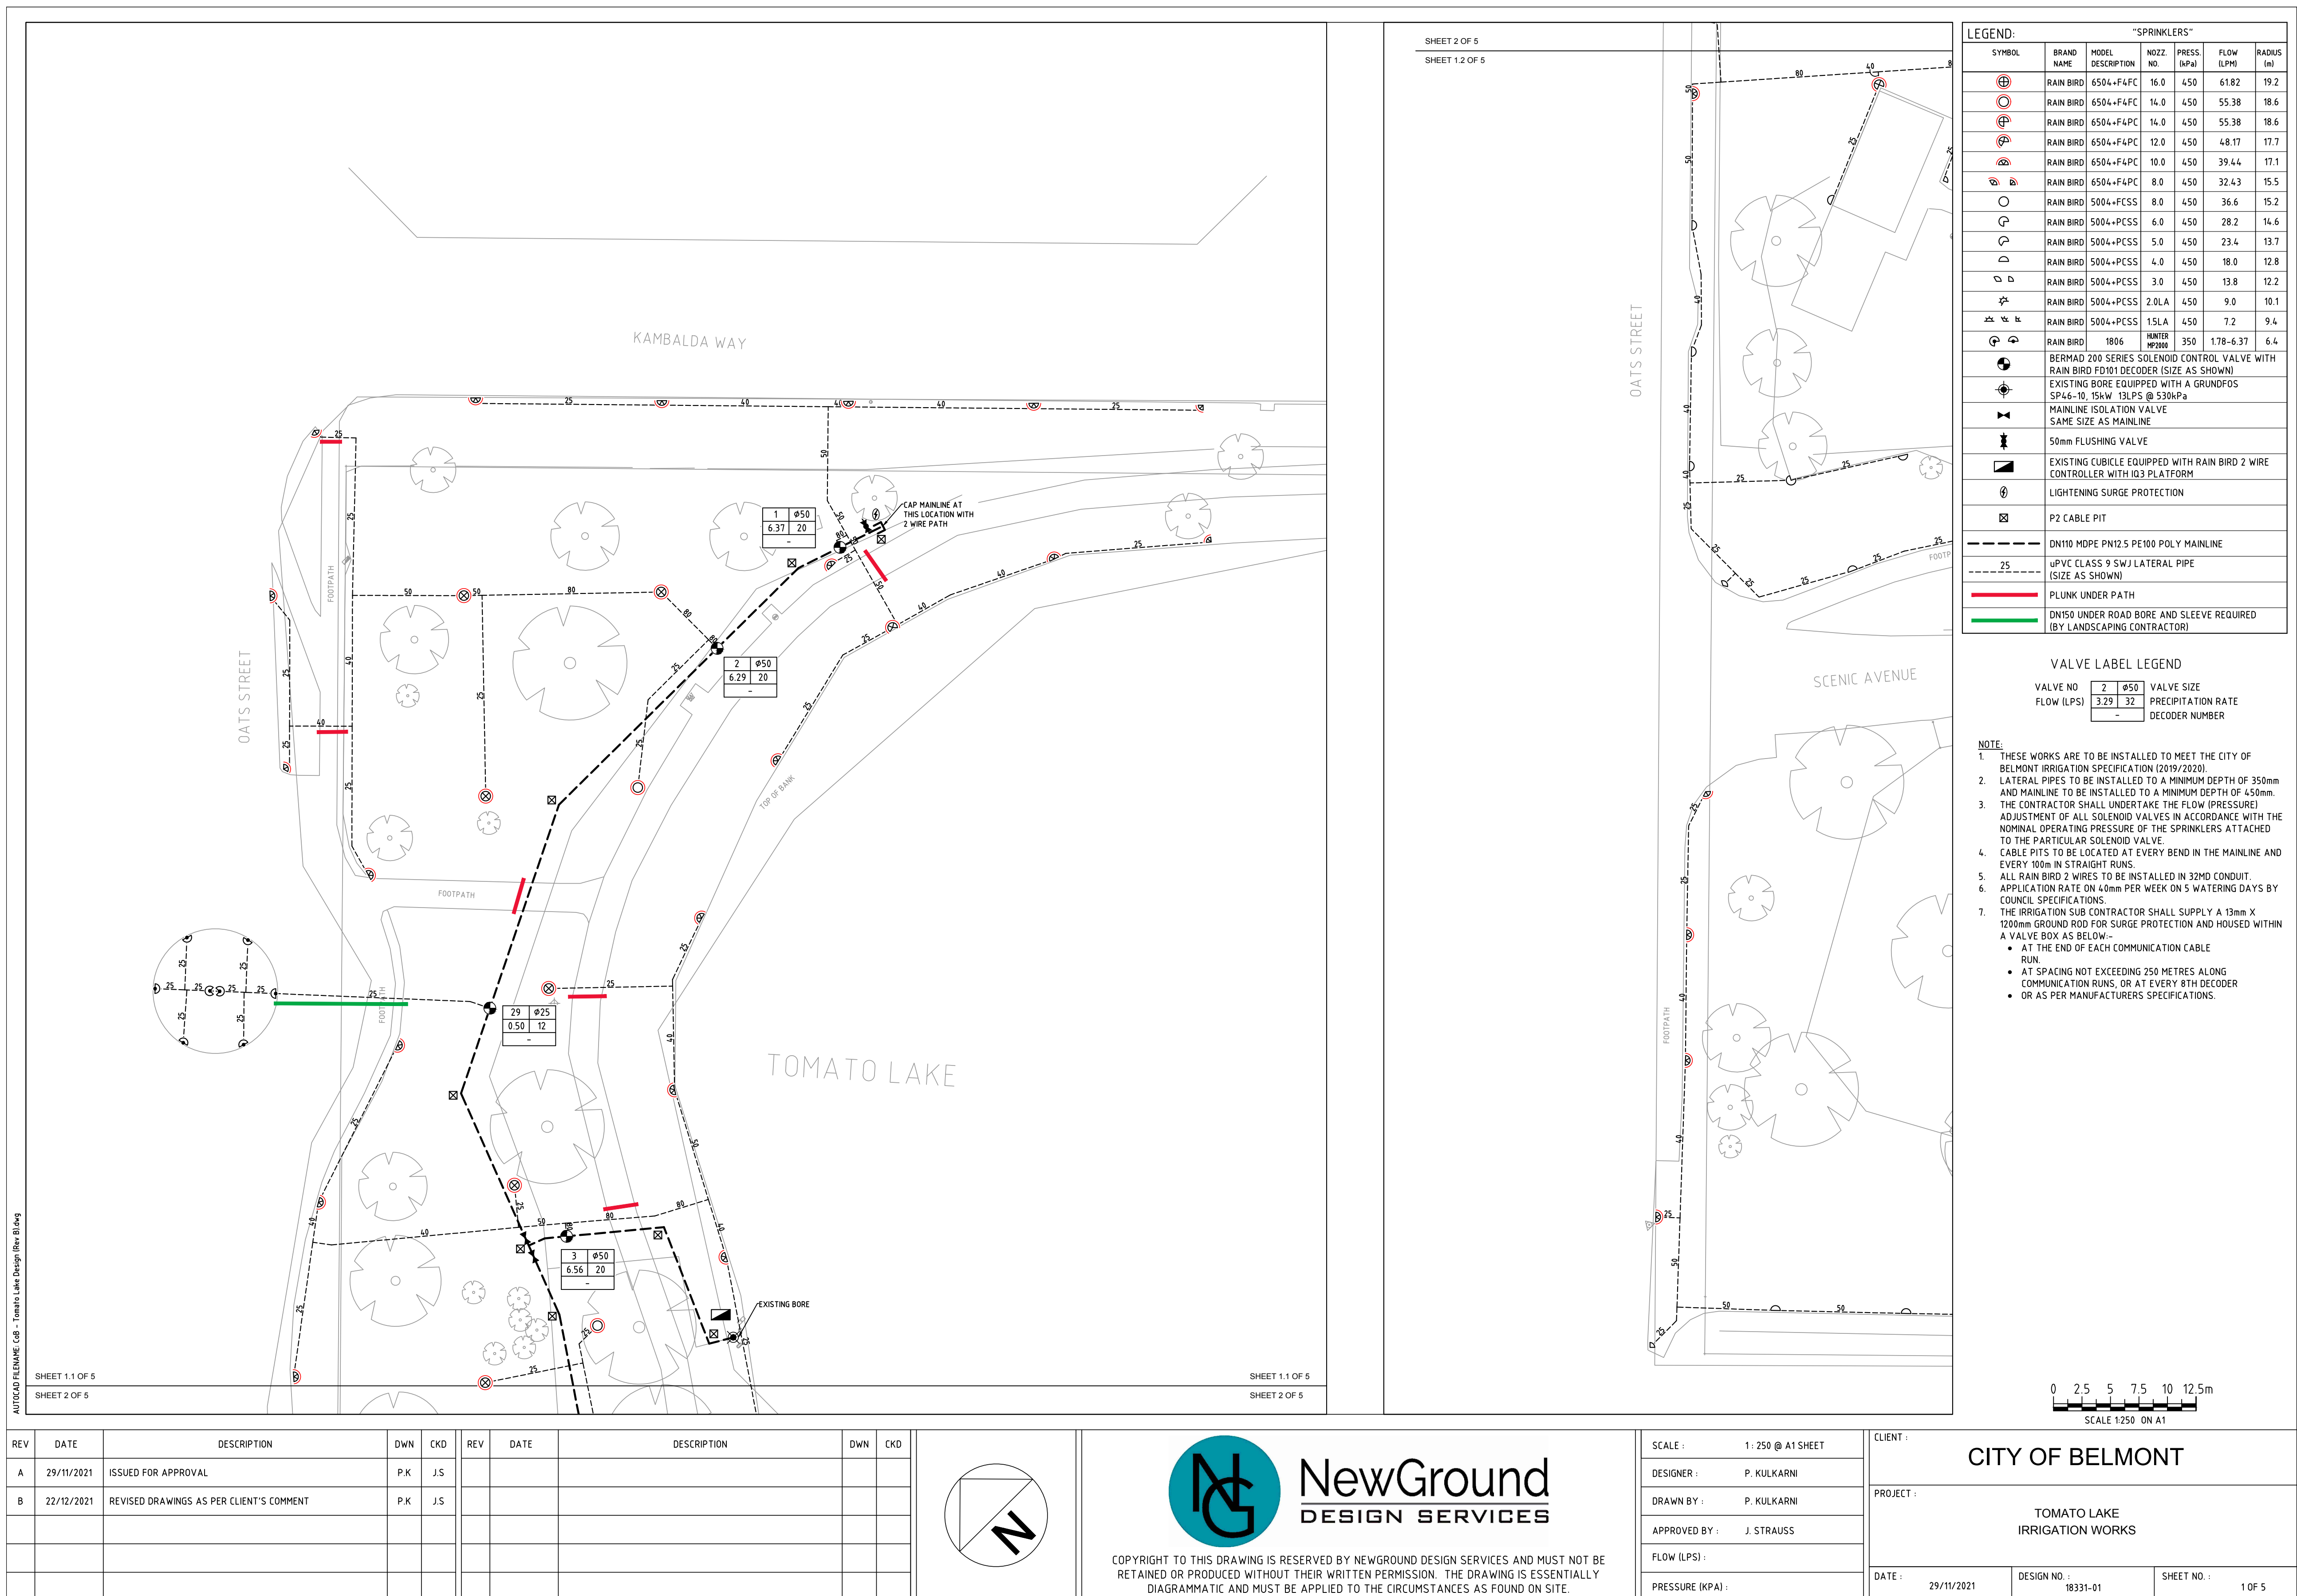 SHEET 2 OF 5
SHEET 1.2 OF 5
KAMBALDA WAY
OATS STREET
FOOTPATH
FOOTPATH
FOOTPATH
TOP OF BANK
TOMATO LAKE
CAP MAINLINE AT
THIS LOCATION WITH
2 WIRE PATH
1 Ø50
6.37 20
-
2 Ø50
6.29 20
-
29 Ø25
0.50 12
-
3 Ø50
6.56 20
-
EXISTING BORE
SHEET 1.1 OF 5
SHEET 2 OF 5
SHEET 1.1 OF 5
SHEET 2 OF 5
OATS STREET
SCENIC AVENUE
FOOTPATH
FOOTP
LEGEND: "SPRINKLERS"
SYMBOL BRAND NAME MODEL DESCRIPTION NOZZ. NO. PRESS. (kPa) FLOW (LPM) RADIUS (m)
RAIN BIRD 6504+F4FC 16.0 450 61.82 19.2
RAIN BIRD 6504+F4FC 14.0 450 55.38 18.6
RAIN BIRD 6504+F4PC 14.0 450 55.38 18.6
RAIN BIRD 6504+F4PC 12.0 450 48.17 17.7
RAIN BIRD 6504+F4PC 10.0 450 39.44 17.1
RAIN BIRD 6504+F4PC 8.0 450 32.43 15.5
RAIN BIRD 5004+FCSS 8.0 450 36.6 15.2
RAIN BIRD 5004+PCSS 6.0 450 28.2 14.6
RAIN BIRD 5004+PCSS 5.0 450 23.4 13.7
RAIN BIRD 5004+PCSS 4.0 450 18.0 12.8
RAIN BIRD 5004+PCSS 3.0 450 13.8 12.2
RAIN BIRD 5004+PCSS 2.0LA 450 9.0 10.1
RAIN BIRD 5004+PCSS 1.5LA 450 7.2 9.4
RAIN BIRD 1806 HUNTER MP2000 350 1.78-6.37 6.4
BERMAD 200 SERIES SOLENOID CONTROL VALVE WITH
RAIN BIRD FD101 DECODER (SIZE AS SHOWN)
EXISTING BORE EQUIPPED WITH A GRUNDFOS
SP46-10, 15kW 13LPS @ 530kPa
MAINLINE ISOLATION VALVE
SAME SIZE AS MAINLINE
50mm FLUSHING VALVE
EXISTING CUBICLE EQUIPPED WITH RAIN BIRD 2 WIRE
CONTROLLER WITH IQ3 PLATFORM
LIGHTENING SURGE PROTECTION
P2 CABLE PIT
DN110 MDPE PN12.5 PE100 POLY MAINLINE
25 uPVC CLASS 9 SWJ LATERAL PIPE
(SIZE AS SHOWN)
PLUNK UNDER PATH
DN150 UNDER ROAD BORE AND SLEEVE REQUIRED
(BY LANDSCAPING CONTRACTOR)
VALVE LABEL LEGEND
VALVE NO 2 Ø50 VALVE SIZE
FLOW (LPS) 3.29 32 PRECIPITATION RATE
- DECODER NUMBER
NOTE:
1. THESE WORKS ARE TO BE INSTALLED TO MEET THE CITY OF
BELMONT IRRIGATION SPECIFICATION (2019/2020).
2. LATERAL PIPES TO BE INSTALLED TO A MINIMUM DEPTH OF 350mm
AND MAINLINE TO BE INSTALLED TO A MINIMUM DEPTH OF 450mm.
3. THE CONTRACTOR SHALL UNDERTAKE THE FLOW (PRESSURE)
ADJUSTMENT OF ALL SOLENOID VALVES IN ACCORDANCE WITH THE
NOMINAL OPERATING PRESSURE OF THE SPRINKLERS ATTACHED
TO THE PARTICULAR SOLENOID VALVE.
4. CABLE PITS TO BE LOCATED AT EVERY BEND IN THE MAINLINE AND
EVERY 100m IN STRAIGHT RUNS.
5. ALL RAIN BIRD 2 WIRES TO BE INSTALLED IN 32MD CONDUIT.
6. APPLICATION RATE ON 40mm PER WEEK ON 5 WATERING DAYS BY
COUNCIL SPECIFICATIONS.
7. THE IRRIGATION SUB CONTRACTOR SHALL SUPPLY A 13mm X
1200mm GROUND ROD FOR SURGE PROTECTION AND HOUSED WITHIN
A VALVE BOX AS BELOW:-
• AT THE END OF EACH COMMUNICATION CABLE
RUN.
• AT SPACING NOT EXCEEDING 250 METRES ALONG
COMMUNICATION RUNS, OR AT EVERY 8TH DECODER
• OR AS PER MANUFACTURERS SPECIFICATIONS.
0 2.5 5 7.5 10 12.5m
SCALE 1:250 ON A1
AUTOCAD FILENAME: CoB - Tomato Lake Design (Rev B).dwg
REV DATE DESCRIPTION DWN CKD REV DATE DESCRIPTION DWN CKD
A 29/11/2021 ISSUED FOR APPROVAL P.K J.S
B 22/12/2021 REVISED DRAWINGS AS PER CLIENT'S COMMENT P.K J.S
N
NG
NewGround
DESIGN SERVICES
COPYRIGHT TO THIS DRAWING IS RESERVED BY NEWGROUND DESIGN SERVICES AND MUST NOT BE
RETAINED OR PRODUCED WITHOUT THEIR WRITTEN PERMISSION. THE DRAWING IS ESSENTIALLY
DIAGRAMMATIC AND MUST BE APPLIED TO THE CIRCUMSTANCES AS FOUND ON SITE.
SCALE : 1 : 250 @ A1 SHEET
DESIGNER : P. KULKARNI
DRAWN BY : P. KULKARNI
APPROVED BY : J. STRAUSS
FLOW (LPS) :
PRESSURE (KPA) :
CLIENT :
CITY OF BELMONT
PROJECT :
TOMATO LAKE
IRRIGATION WORKS
DATE : 29/11/2021
DESIGN NO. : 18331-01
SHEET NO. : 1 OF 5